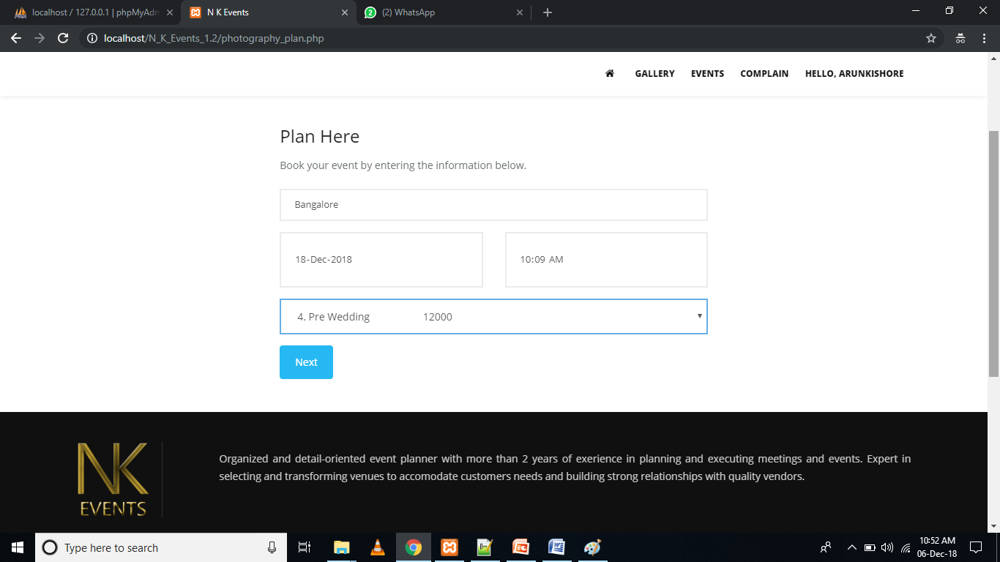 localhost / 127.0.0.1 | phpMyAdm
N K Events
(2) WhatsApp
localhost/N_K_Events_1.2/photography_plan.php
GALLERY EVENTS COMPLAIN HELLO, ARUNKISHORE
Plan Here
Book your event by entering the information below.
Bangalore
18-Dec-2018 10:09 AM
4. Pre Wedding 12000
Next
NK
EVENTS
Organized and detail-oriented event planner with more than 2 years of exerience in planning and executing meetings and events. Expert in
selecting and transforming venues to accomodate customers needs and building strong relationships with quality vendors.
Type here to search
10:52 AM
06-Dec-18